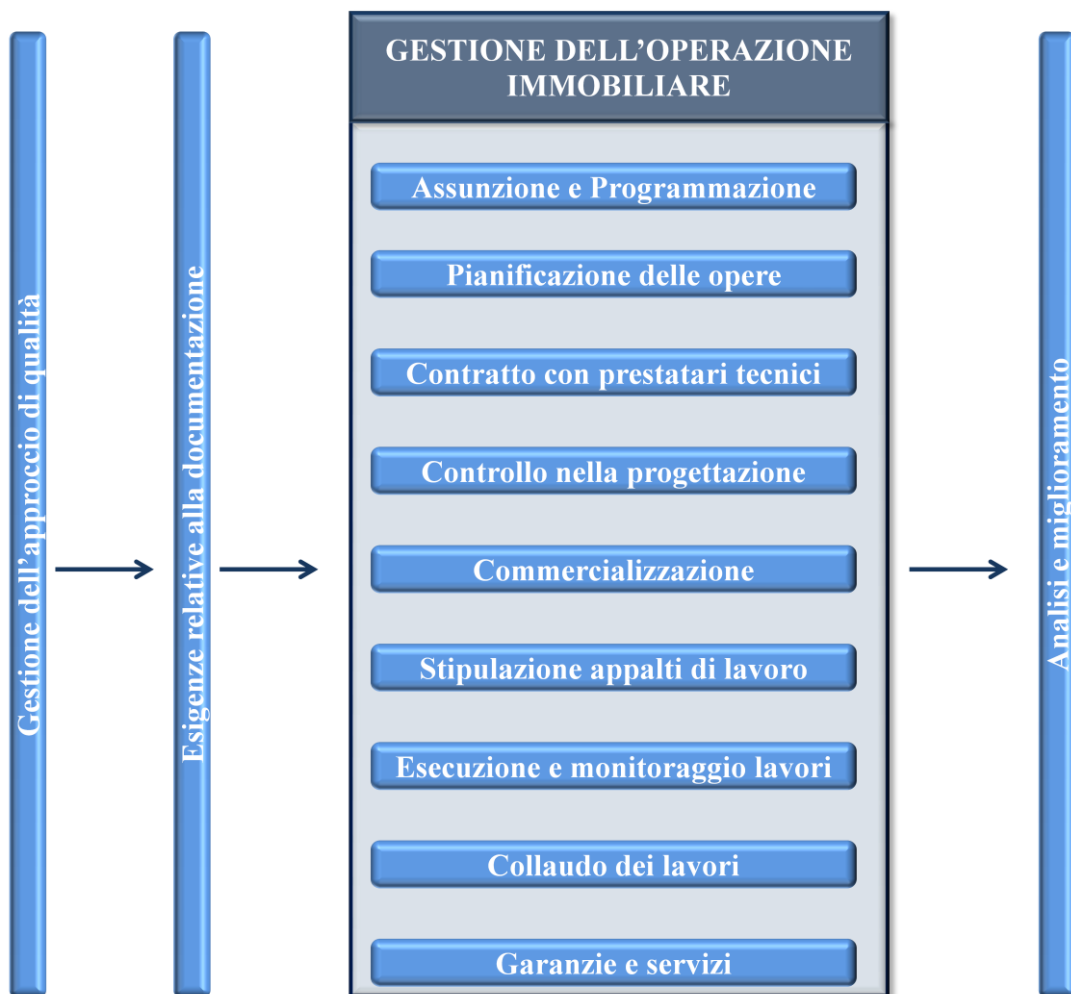 Gestione dell’approccio di qualità
Esigenze relative alla documentazione
GESTIONE DELL’OPERAZIONE
IMMOBILIARE
Assunzione e Programmazione
Pianificazione delle opere
Contratto con prestatari tecnici
Controllo nella progettazione
Commercializzazione
Stipulazione appalti di lavoro
Esecuzione e monitoraggio lavori
Collaudo dei lavori
Garanzie e servizi
Analisi e miglioramento